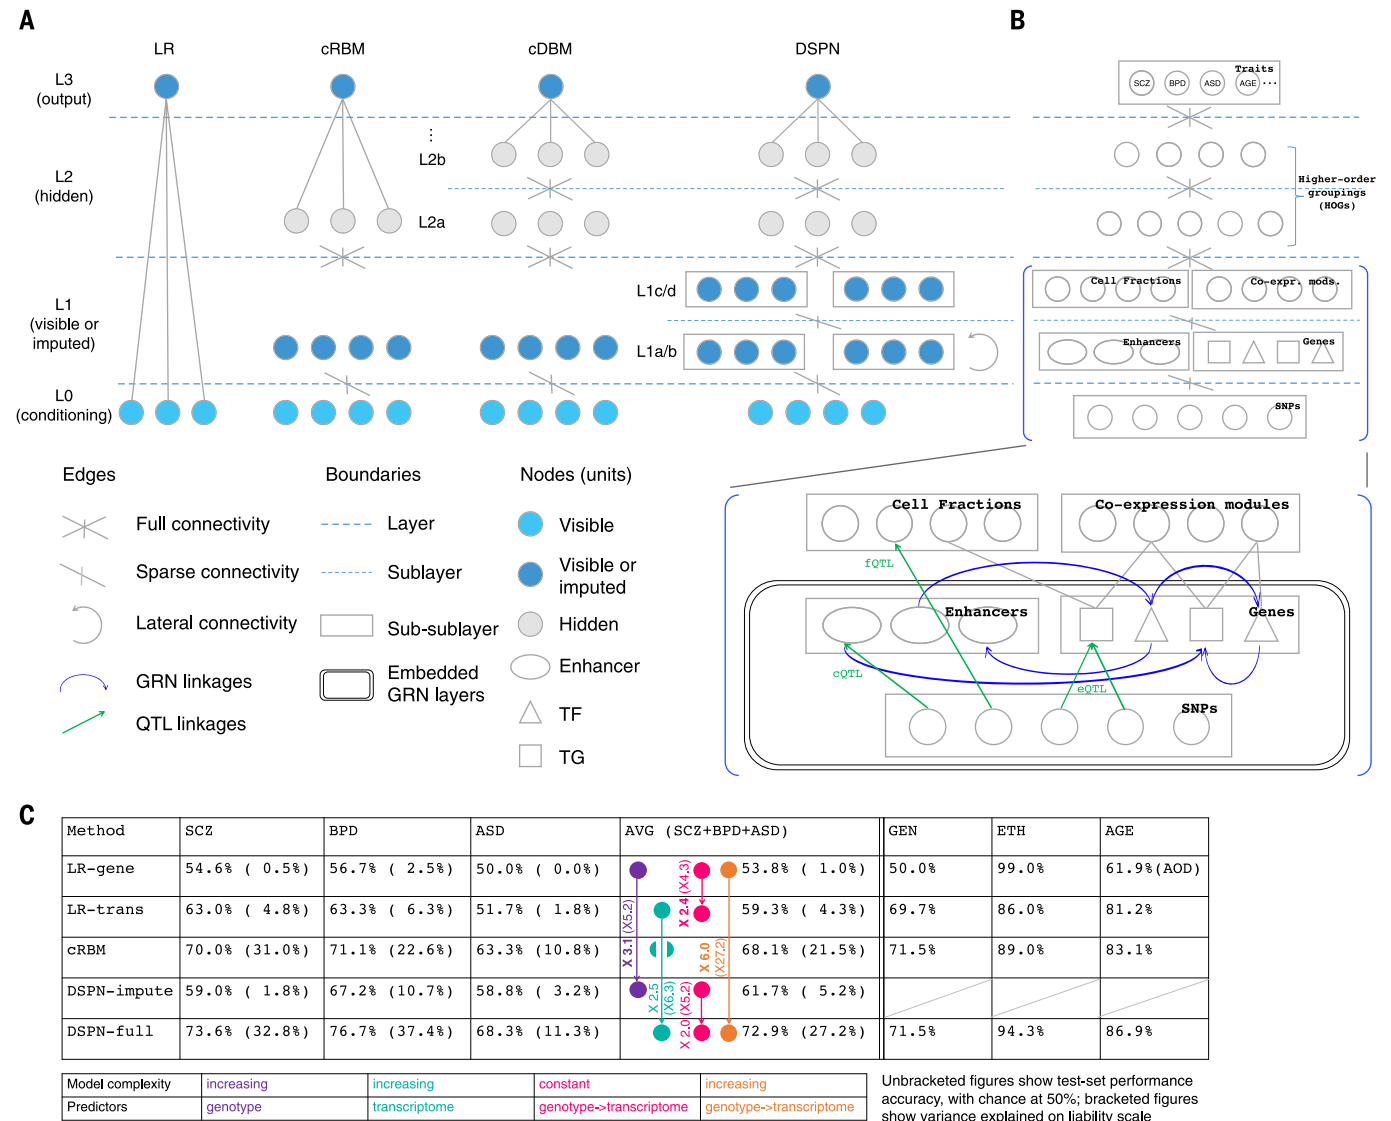 A
B
LR
cRBM
cDBM
DSPN
L3
(output)
L2
(hidden)
L1
(visible or
imputed)
L0
(conditioning)
⋮
L2b
L2a
L1c/d
L1a/b
Traits
SCZ BPD ASD AGE ...
Higher-order
groupings
(HOGs)
Cell Fractions
Co-expr. mods.
Enhancers
Genes
SNPs
Edges
Full connectivity
Sparse connectivity
Lateral connectivity
GRN linkages
QTL linkages
Boundaries
Layer
Sublayer
Sub-sublayer
Embedded
GRN layers
Nodes (units)
Visible
Visible or
imputed
Hidden
Enhancer
TF
TG
Cell Fractions
Co-expression modules
fQTL
Enhancers
Genes
cQTL
eQTL
SNPs
C
Method SCZ BPD ASD AVG (SCZ+BPD+ASD) GEN ETH AGE
LR-gene 54.6% ( 0.5%) 56.7% ( 2.5%) 50.0% ( 0.0%) 53.8% ( 1.0%) 50.0% 99.0% 61.9%(AOD)
LR-trans 63.0% ( 4.8%) 63.3% ( 6.3%) 51.7% ( 1.8%) 59.3% ( 4.3%) 69.7% 86.0% 81.2%
cRBM 70.0% (31.0%) 71.1% (22.6%) 63.3% (10.8%) 68.1% (21.5%) 71.5% 89.0% 83.1%
DSPN-impute 59.0% ( 1.8%) 67.2% (10.7%) 58.8% ( 3.2%) 61.7% ( 5.2%)
DSPN-full 73.6% (32.8%) 76.7% (37.4%) 68.3% (11.3%) 72.9% (27.2%) 71.5% 94.3% 86.9%
X 3.1 (X5.2)
X 2.5
(X6.3)
X 2.4 (X4.3)
X 2.0 (X5.2)
X 6.0
(X27.2)
Model complexity increasing increasing constant increasing
Predictors genotype transcriptome genotype->transcriptome genotype->transcriptome
Unbracketed figures show test-set performance
accuracy, with chance at 50%; bracketed figures
show variance explained on liability scale